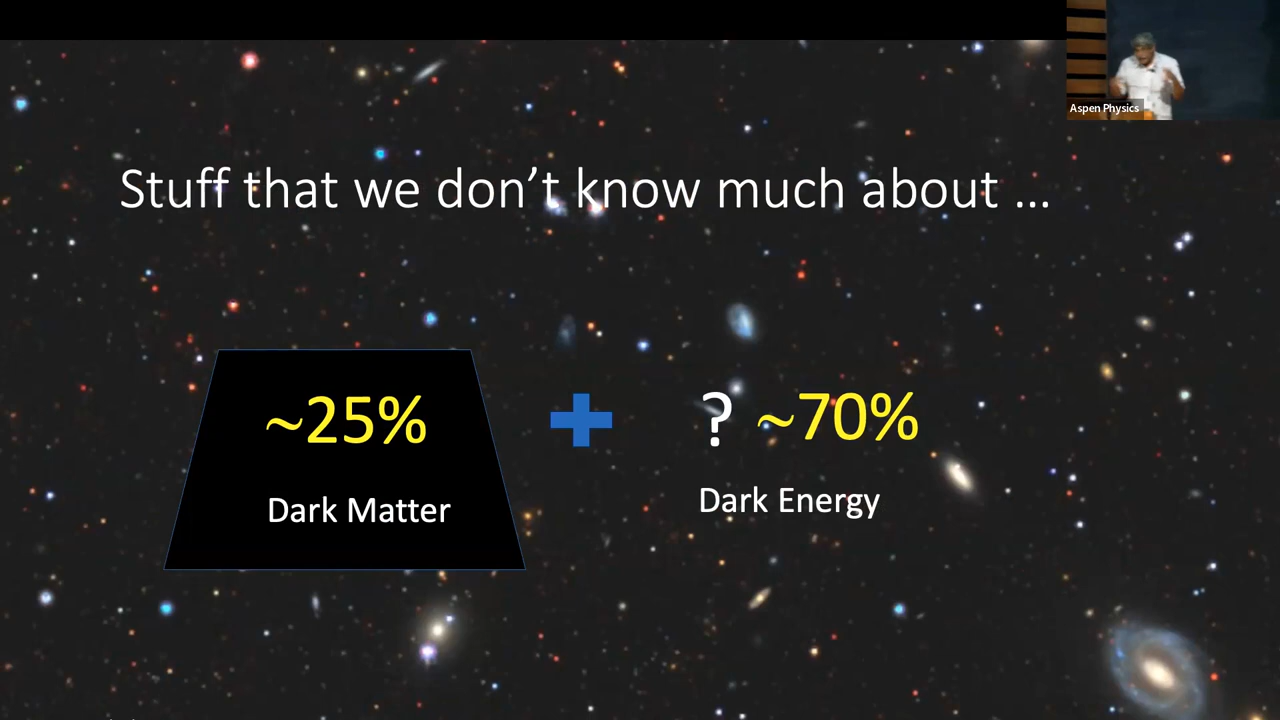 Aspen Physics
Stuff that we don’t know much about ...
~25%
Dark Matter
? ~70%
Dark Energy